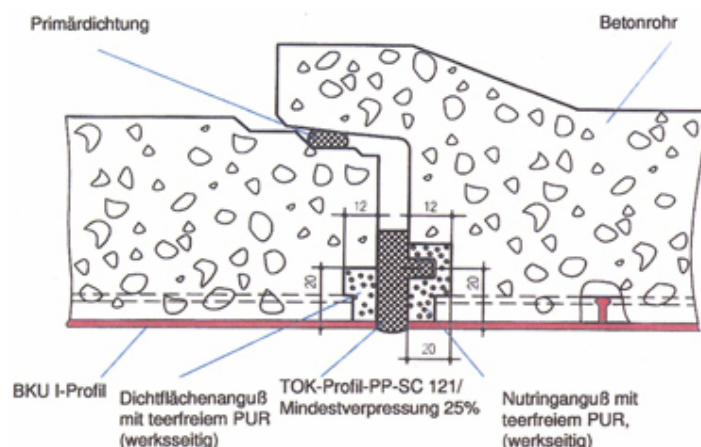 Primärdichtung
Betonrohr
12
12
20
20
20
BKU I-Profil
Dichtflächenanguß
mit teerfreiem PUR
(werksseitig)
TOK-Profil-PP-SC 121/
Mindestverpressung 25%
Nutringanguß mit
teerfreiem PUR,
(werkseitig)